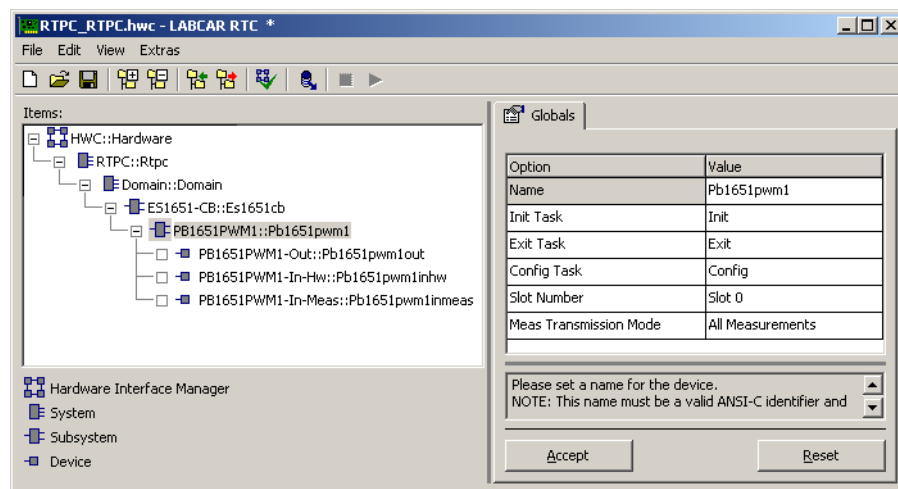 RTPC_RTPC.hwc - LABCAR RTC *
File Edit View Extras
Items:
HWC::Hardware
RTPC::Rtpc
Domain::Domain
ES1651-CB::Es1651cb
PB1651PWM1::Pb1651pwm1
PB1651PWM1-Out::Pb1651pwm1out
PB1651PWM1-In-Hw::Pb1651pwm1inhw
PB1651PWM1-In-Meas::Pb1651pwm1inmeas
Hardware Interface Manager
System
Subsystem
Device
Globals
Option Value
Name Pb1651pwm1
Init Task Init
Exit Task Exit
Config Task Config
Slot Number Slot 0
Meas Transmission Mode All Measurements
Please set a name for the device.
NOTE: This name must be a valid ANSI-C identifier and
Accept Reset